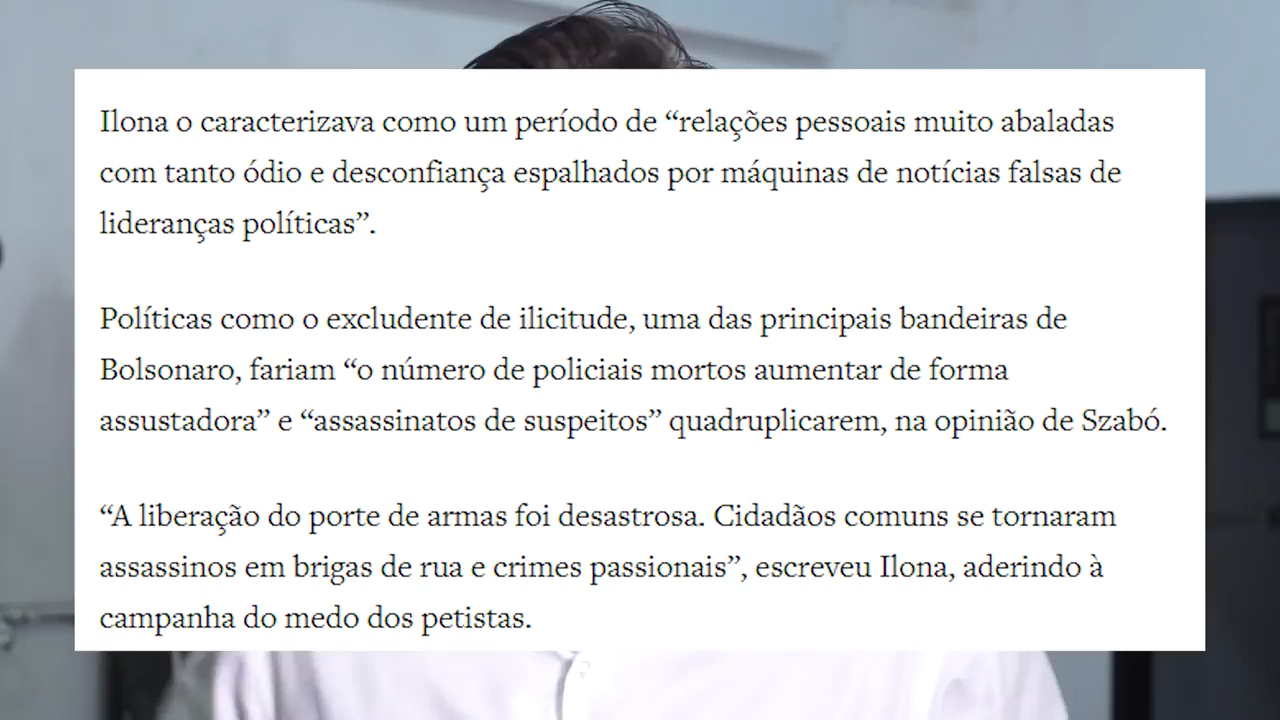 Ilona o caracterizava como um período de “relações pessoais muito abaladas
com tanto ódio e desconfiança espalhados por máquinas de notícias falsas de
lideranças políticas”.
Políticas como o excludente de ilicitude, uma das principais bandeiras de
Bolsonaro, fariam “o número de policiais mortos aumentar de forma
assustadora” e “assassinatos de suspeitos” quadruplicarem, na opinião de Szabó.
“A liberação do porte de armas foi desastrosa. Cidadãos comuns se tornaram
assassinos em brigas de rua e crimes passionais”, escreveu Ilona, aderindo à
campanha do medo dos petistas.